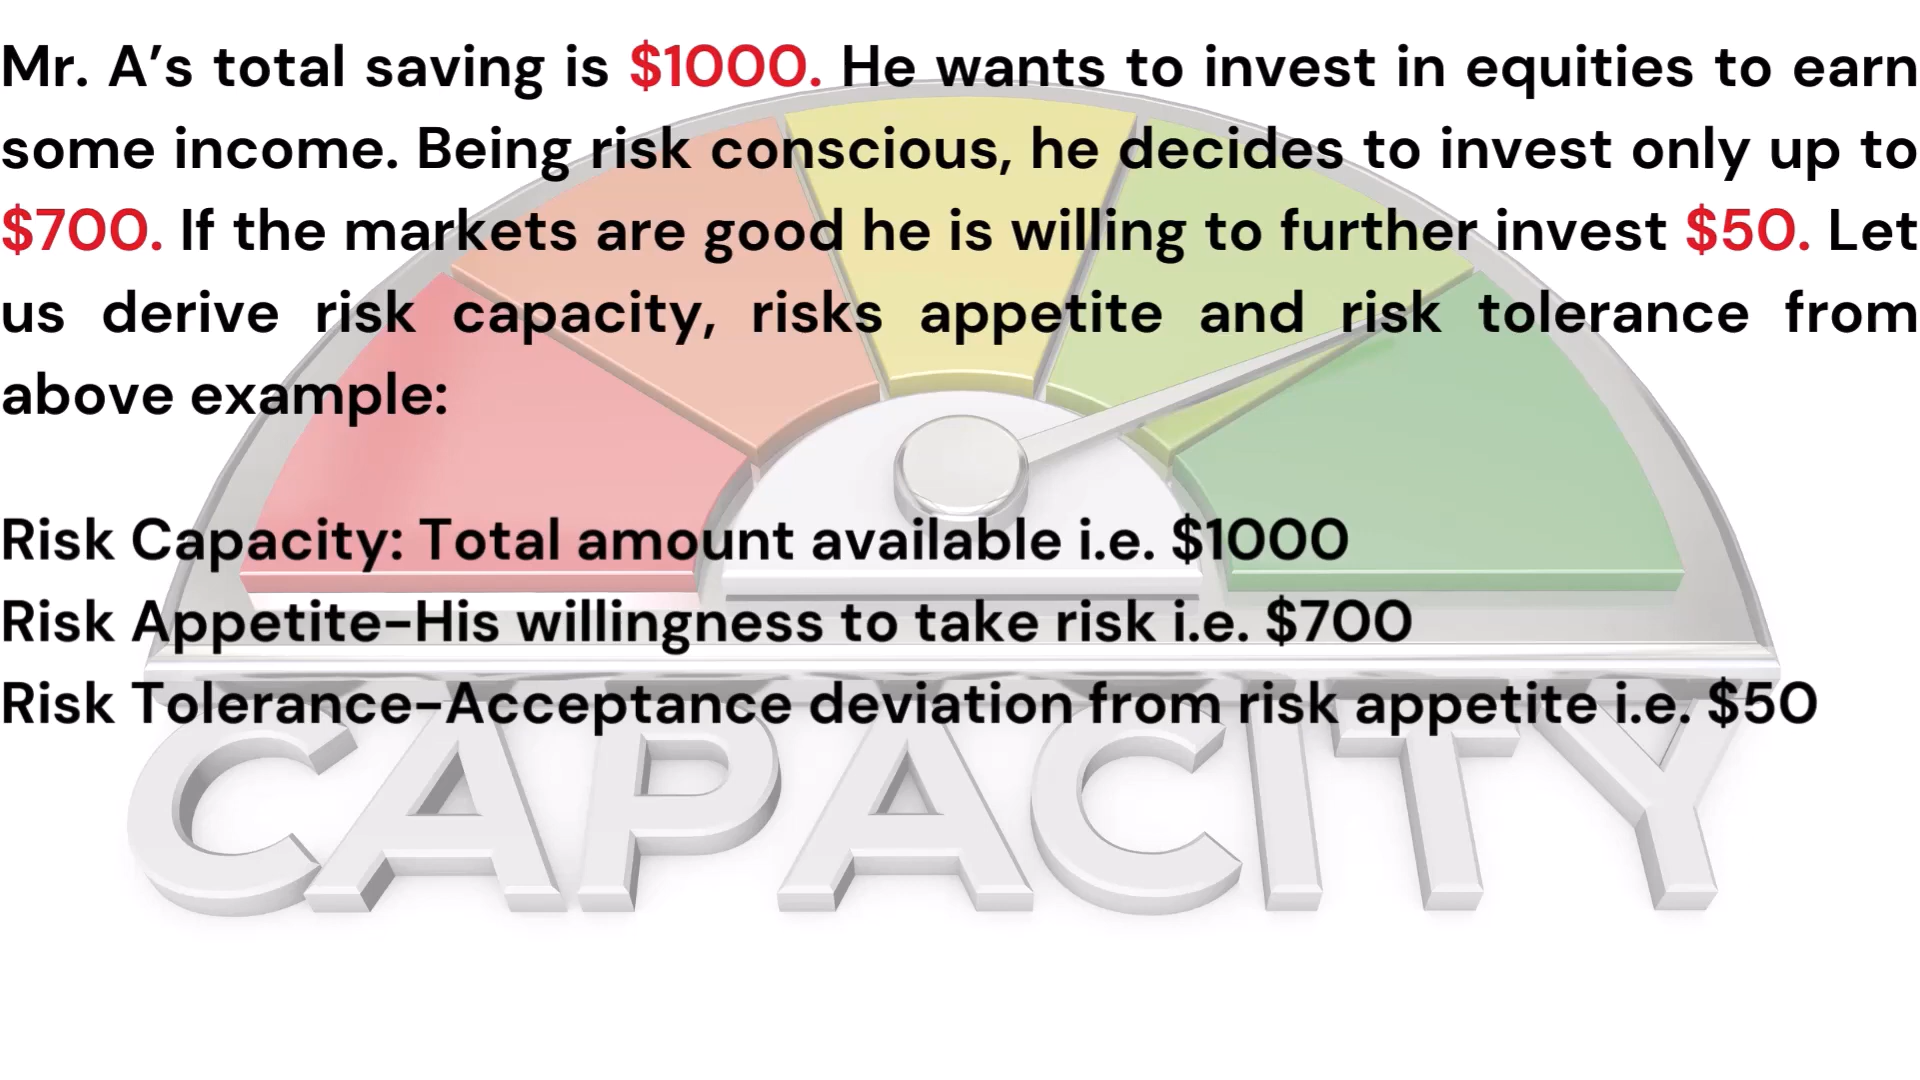 Mr. A’s total saving is $1000. He wants to invest in equities to earn
some income. Being risk conscious, he decides to invest only up to
$700. If the markets are good he is willing to further invest $50. Let
us derive risk capacity, risks appetite and risk tolerance from
above example:
Risk Capacity: Total amount available i.e. $1000
Risk Appetite–His willingness to take risk i.e. $700
Risk Tolerance–Acceptance deviation from risk appetite i.e. $50
CAPACITY